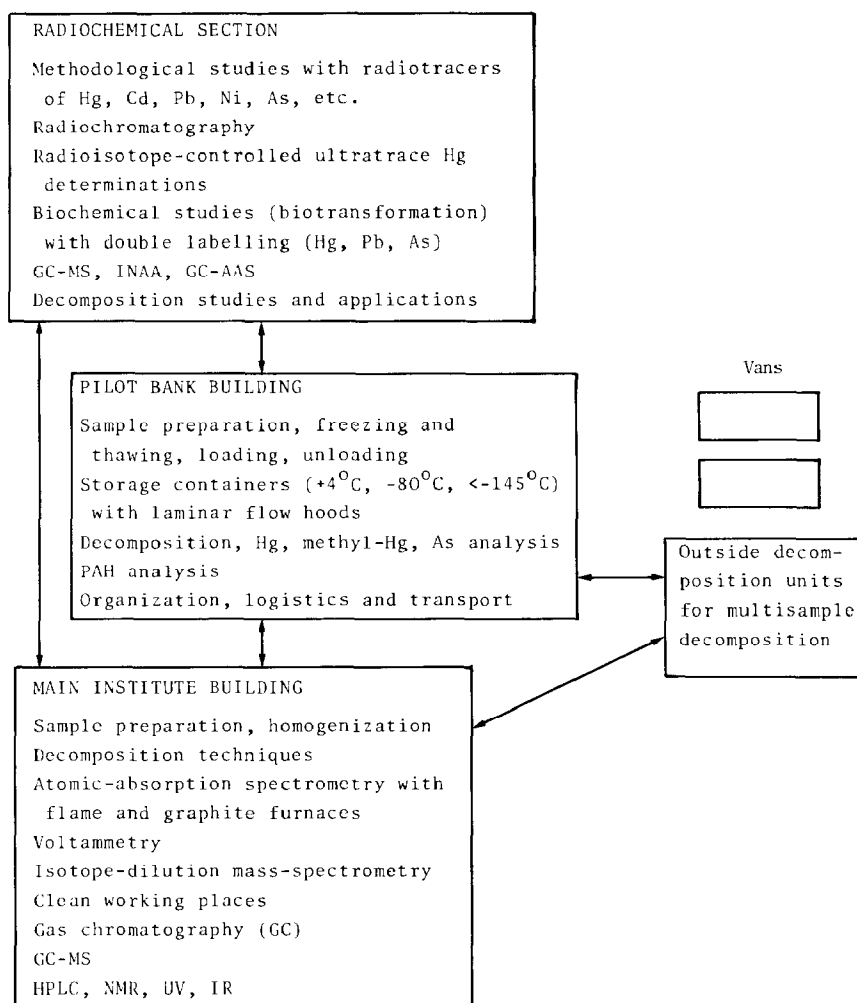 RADIOCHEMICAL SECTION
Methodological studies with radiotracers
of Hg, Cd, Pb, Ni, As, etc.
Radiochromatography
Radioisotope-controlled ultratrace Hg
determinations
Biochemical studies (biotransformation)
with double labelling (Hg, Pb, As)
GC-MS, INAA, GC-AAS
Decomposition studies and applications
PILOT BANK BUILDING
Sample preparation, freezing and
thawing, loading, unloading
Storage containers (+4°C, -80°C, <-145°C)
with laminar flow hoods
Decomposition, Hg, methyl-Hg, As analysis
PAH analysis
Organization, logistics and transport
Vans
Outside decom-
position units
for multisample
decomposition
MAIN INSTITUTE BUILDING
Sample preparation, homogenization
Decomposition techniques
Atomic-absorption spectrometry with
flame and graphite furnaces
Voltammetry
Isotope-dilution mass-spectrometry
Clean working places
Gas chromatography (GC)
GC-MS
HPLC, NMR, UV, IR